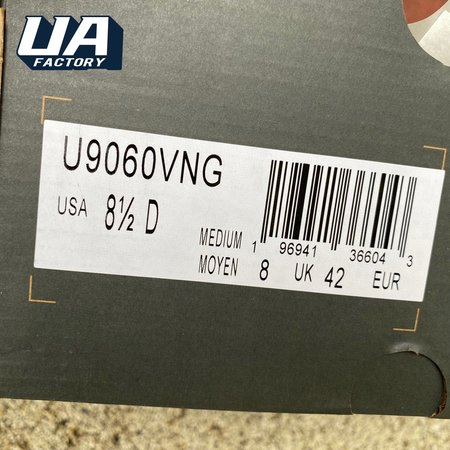 UA
FACTORY
U9060VNG
USA 8½ D
MEDIUM 1 96941 36604 3
MOYEN 8 UK 42 EUR